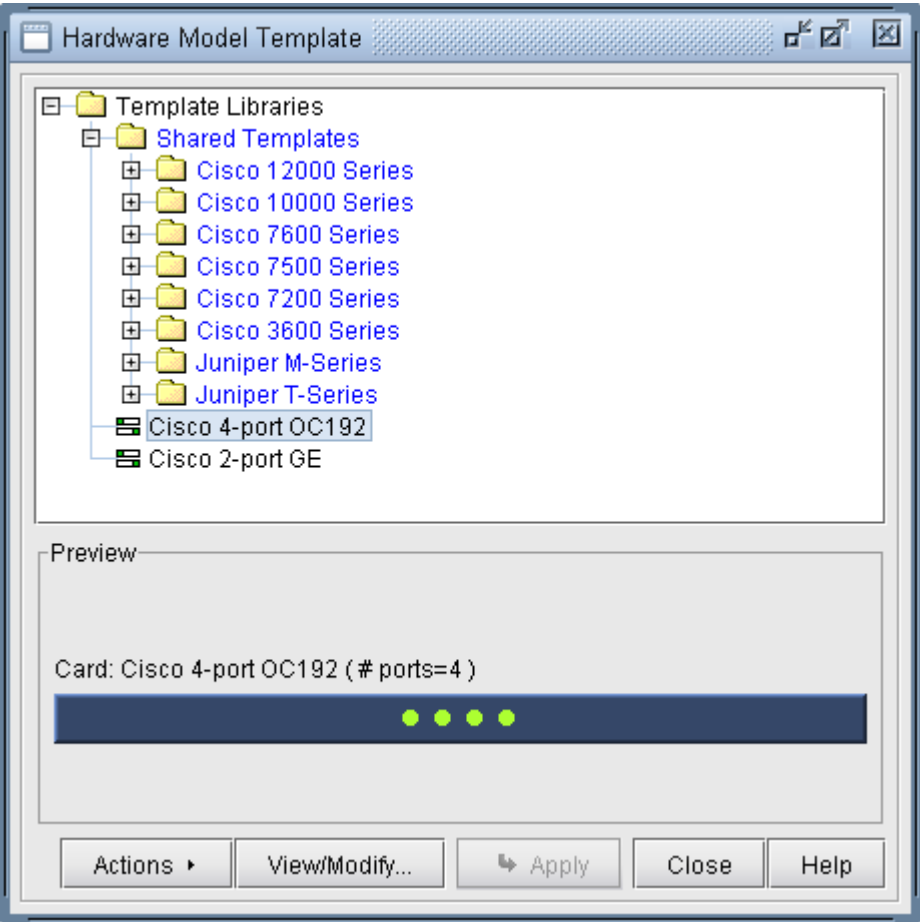 Hardware Model Template
Template Libraries
Shared Templates
Cisco 12000 Series
Cisco 10000 Series
Cisco 7600 Series
Cisco 7500 Series
Cisco 7200 Series
Cisco 3600 Series
Juniper M-Series
Juniper T-Series
Cisco 4-port OC192
Cisco 2-port GE
Preview
Card: Cisco 4-port OC192 ( # ports=4 )
Actions View/Modify... Apply Close Help